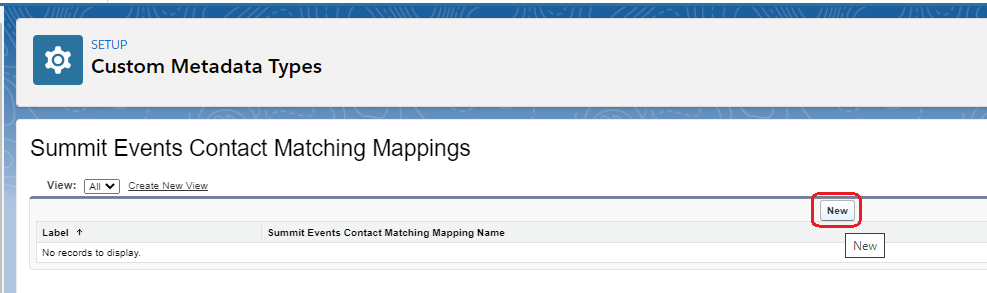 SETUP
Custom Metadata Types
Summit Events Contact Matching Mappings
View: All Create New View
New
Label ↑ Summit Events Contact Matching Mapping Name
New
No records to display.